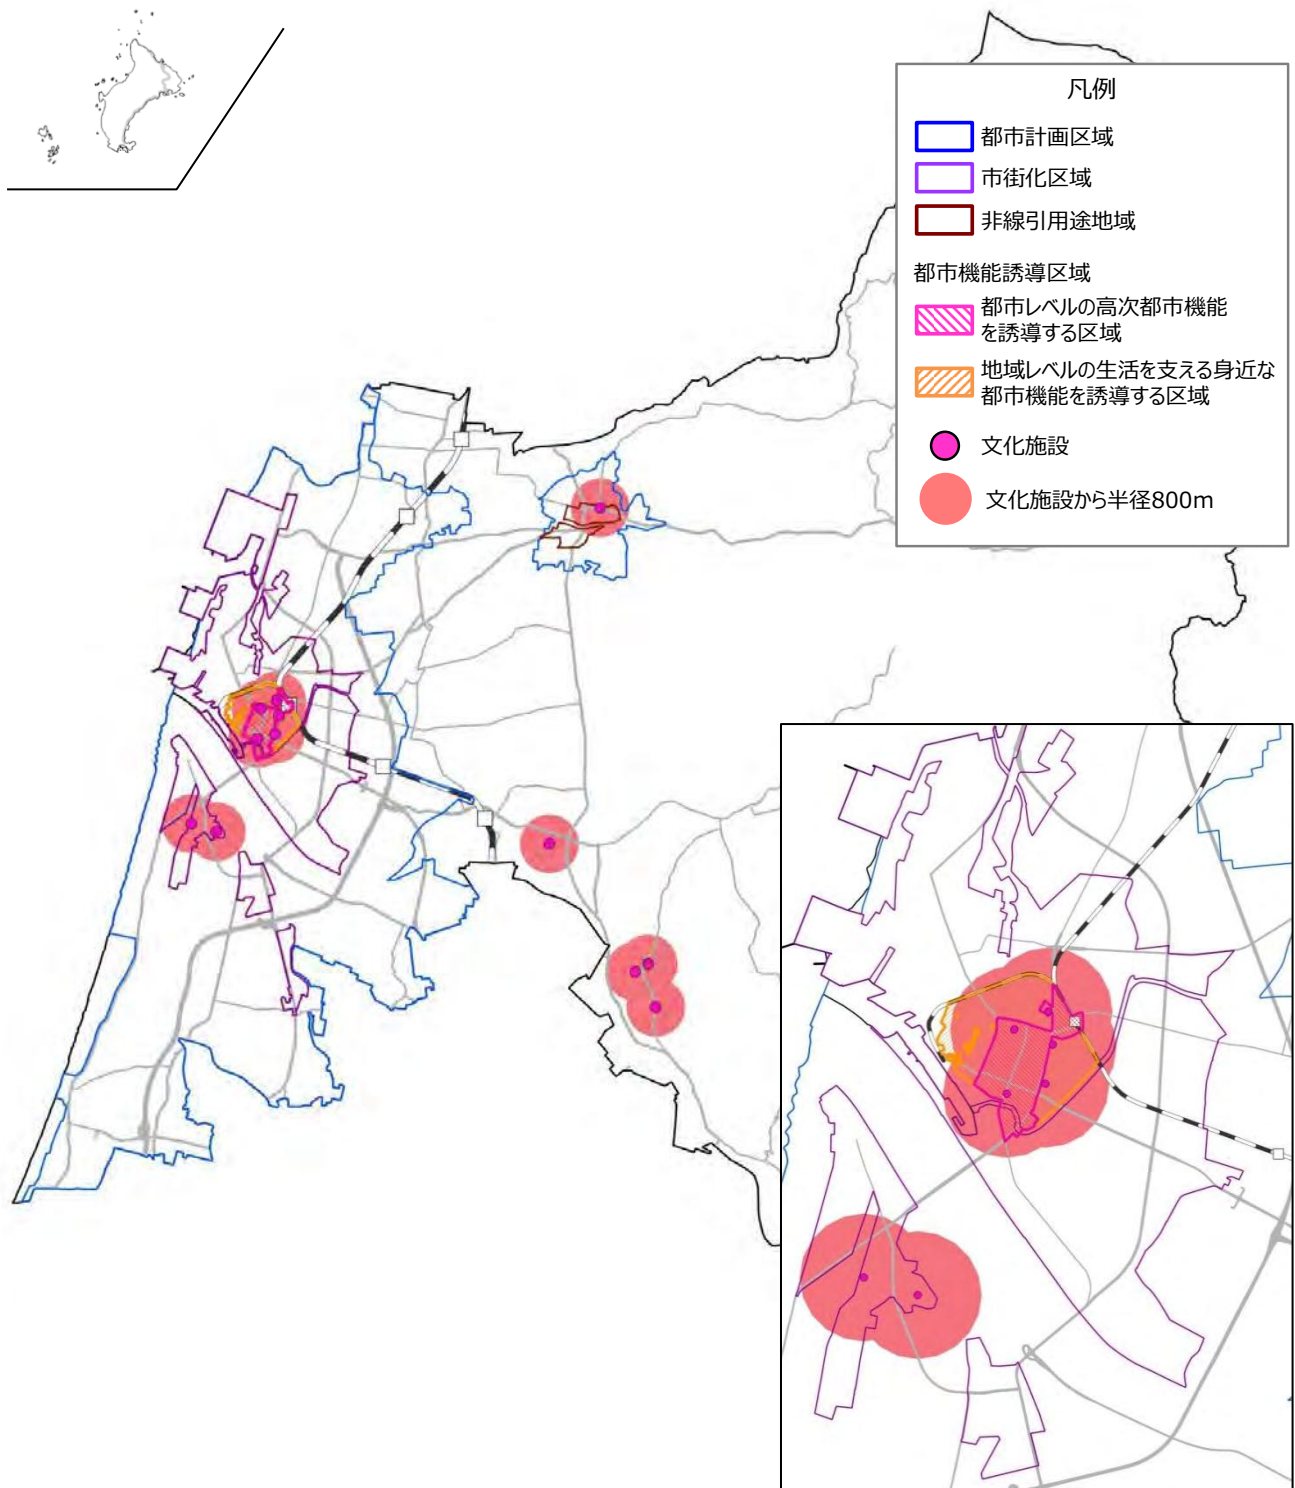 凡例
都市計画区域
市街化区域
非線引用途地域
都市機能誘導区域
都市レベルの高次都市機能
を誘導する区域
地域レベルの生活を支える身近な
都市機能を誘導する区域
文化施設
文化施設から半径800m